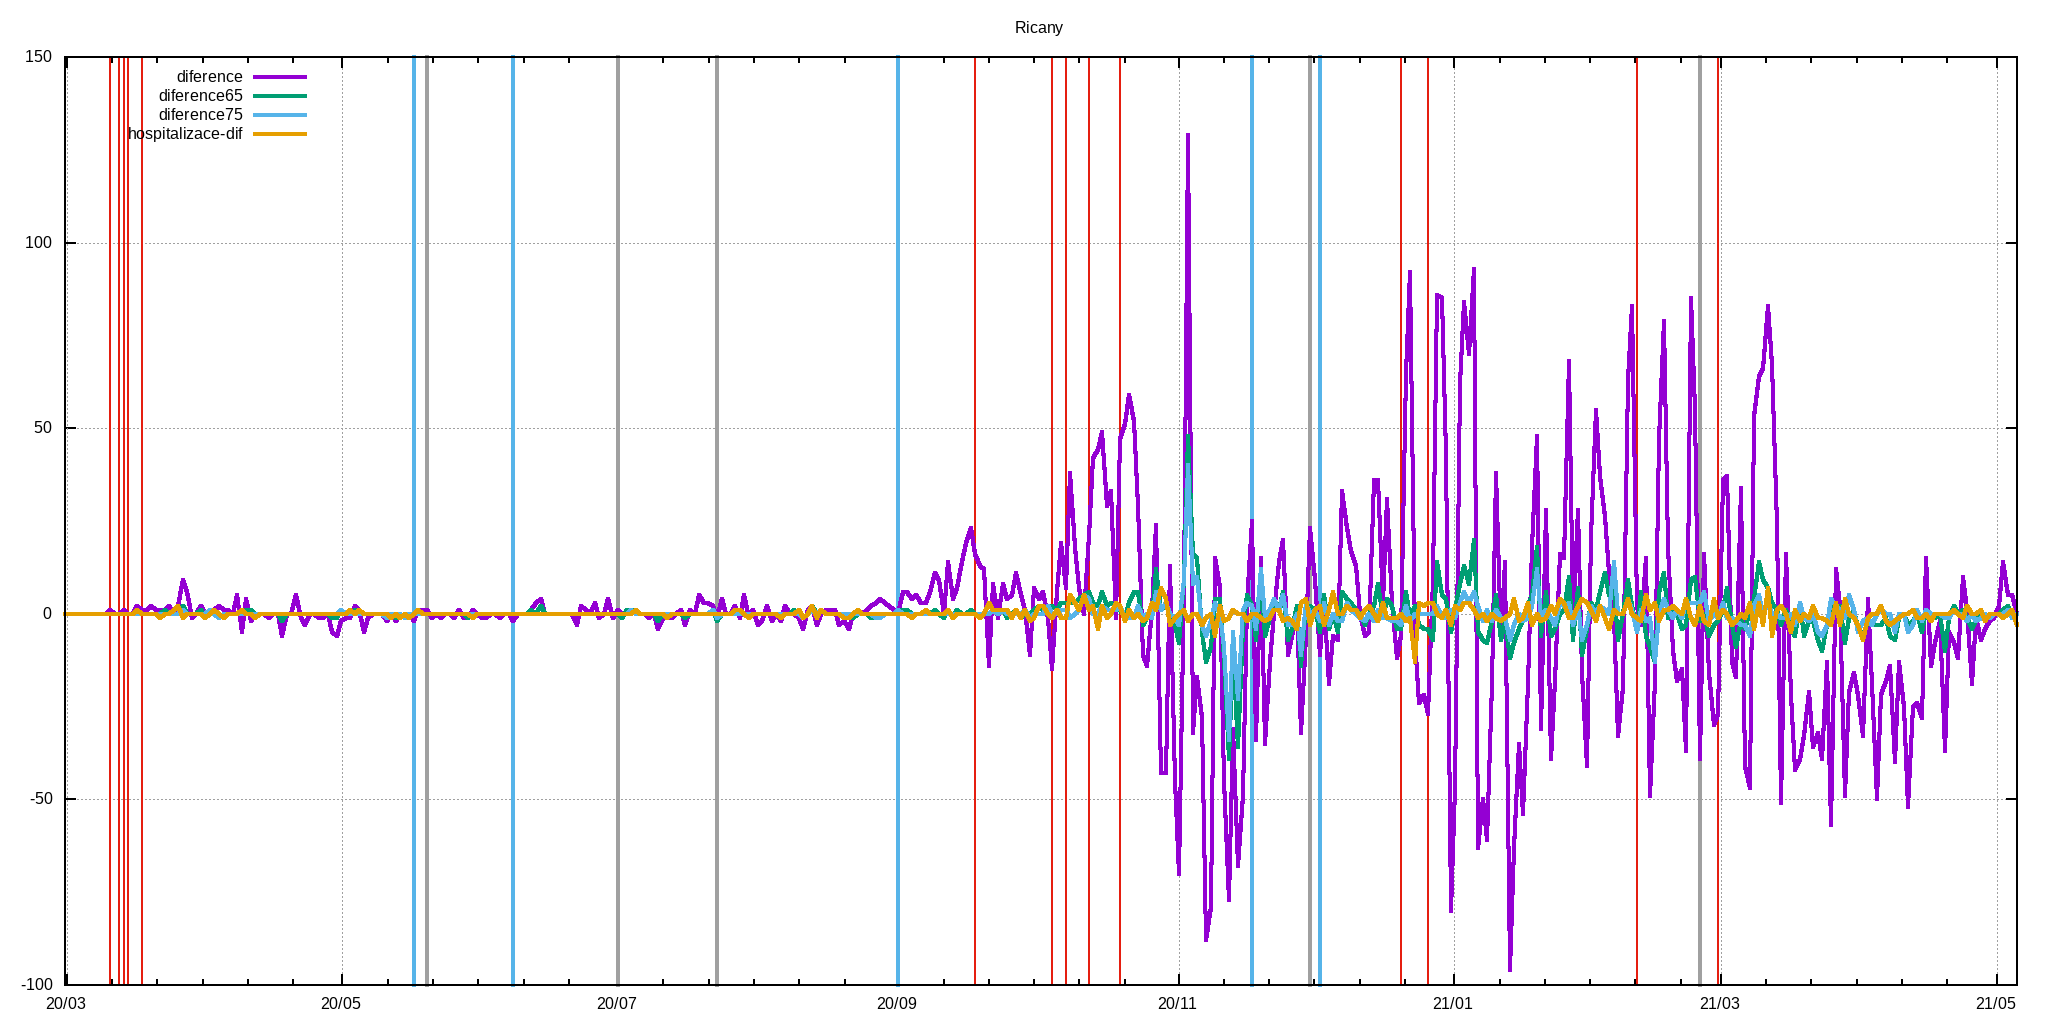 Ricany
150
diference
diference65
diference75
hospitalizace-dif
100
50
0
-50
-100
20/03 20/05 20/07 20/09 20/11 21/01 21/03 21/05